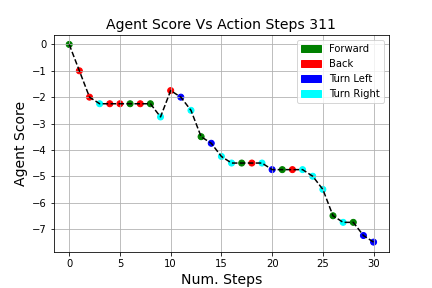 Agent Score Vs Action Steps 311
Forward
Back
Turn Left
Turn Right
Agent Score
0
−1
−2
−3
−4
−5
−6
−7
0 5 10 15 20 25 30
Num. Steps